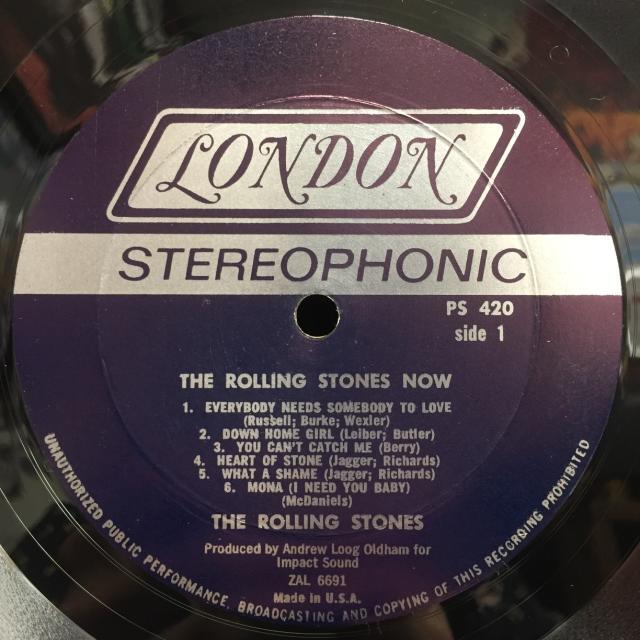 LONDON
STEREOPHONIC
PS 420
side 1
THE ROLLING STONES NOW
1. EVERYBODY NEEDS SOMEBODY TO LOVE
(Russell; Burke; Wexler)
2. DOWN HOME GIRL (Leiber; Butler)
3. YOU CAN'T CATCH ME (Berry)
4. HEART OF STONE (Jagger; Richards)
5. WHAT A SHAME (Jagger; Richards)
6. MONA (I NEED YOU BABY)
(McDaniels)
THE ROLLING STONES
Produced by Andrew Loog Oldham for
Impact Sound
ZAL 6691
Made in U.S.A.
UNAUTHORIZED PUBLIC PERFORMANCE, BROADCASTING AND COPYING OF THIS RECORDING PROHIBITED